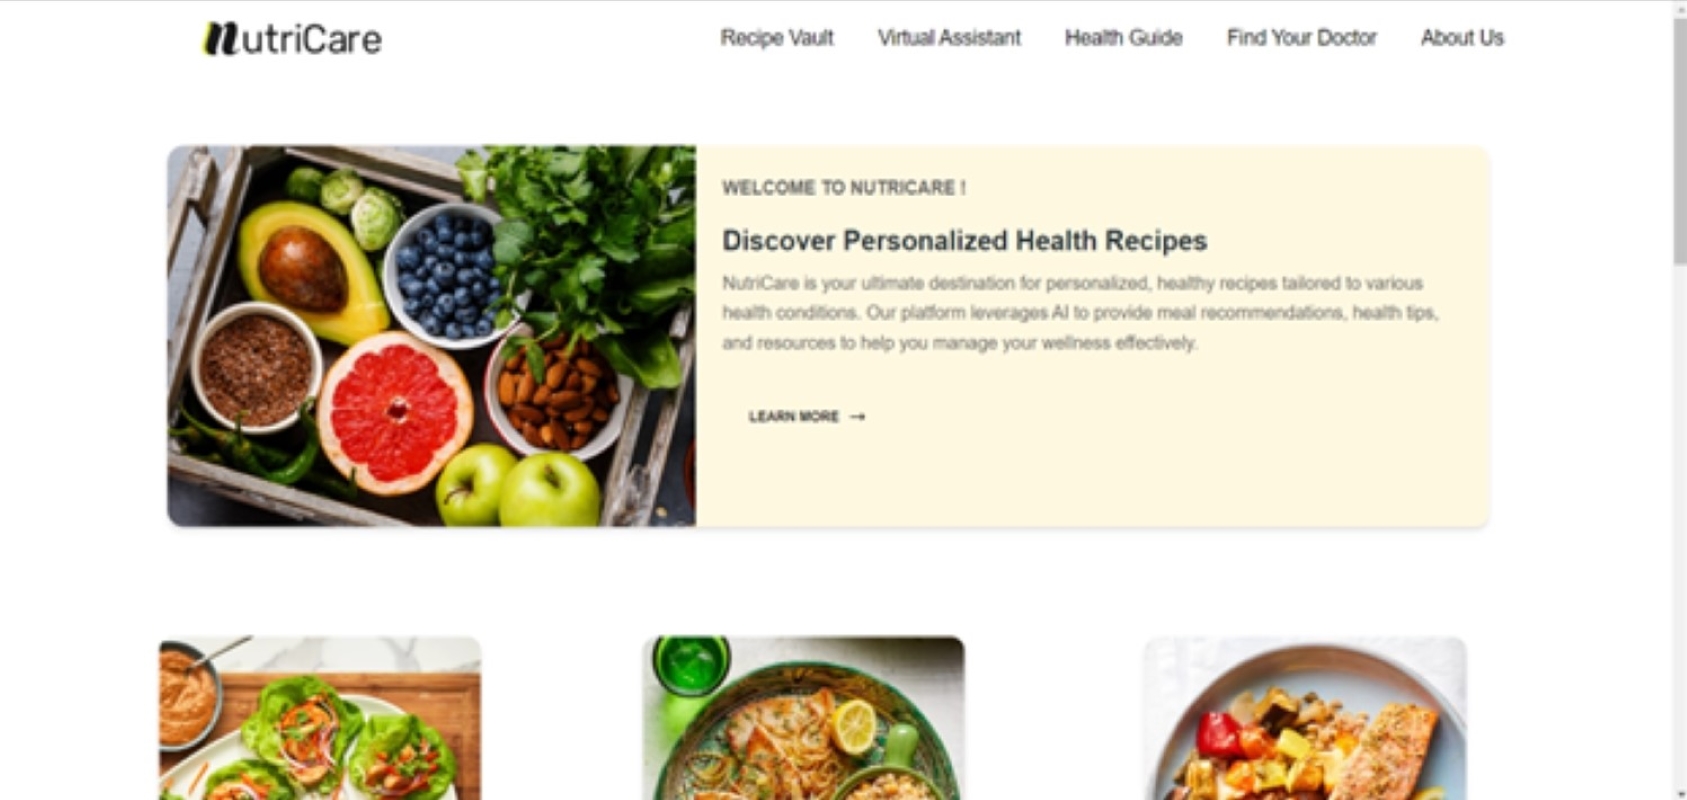 nutriCare
Recipe Vault Virtual Assistant Health Guide Find Your Doctor About Us
WELCOME TO NUTRICARE !
Discover Personalized Health Recipes
NutriCare is your ultimate destination for personalized, healthy recipes tailored to various
health conditions. Our platform leverages AI to provide meal recommendations, health tips,
and resources to help you manage your wellness effectively.
LEARN MORE →